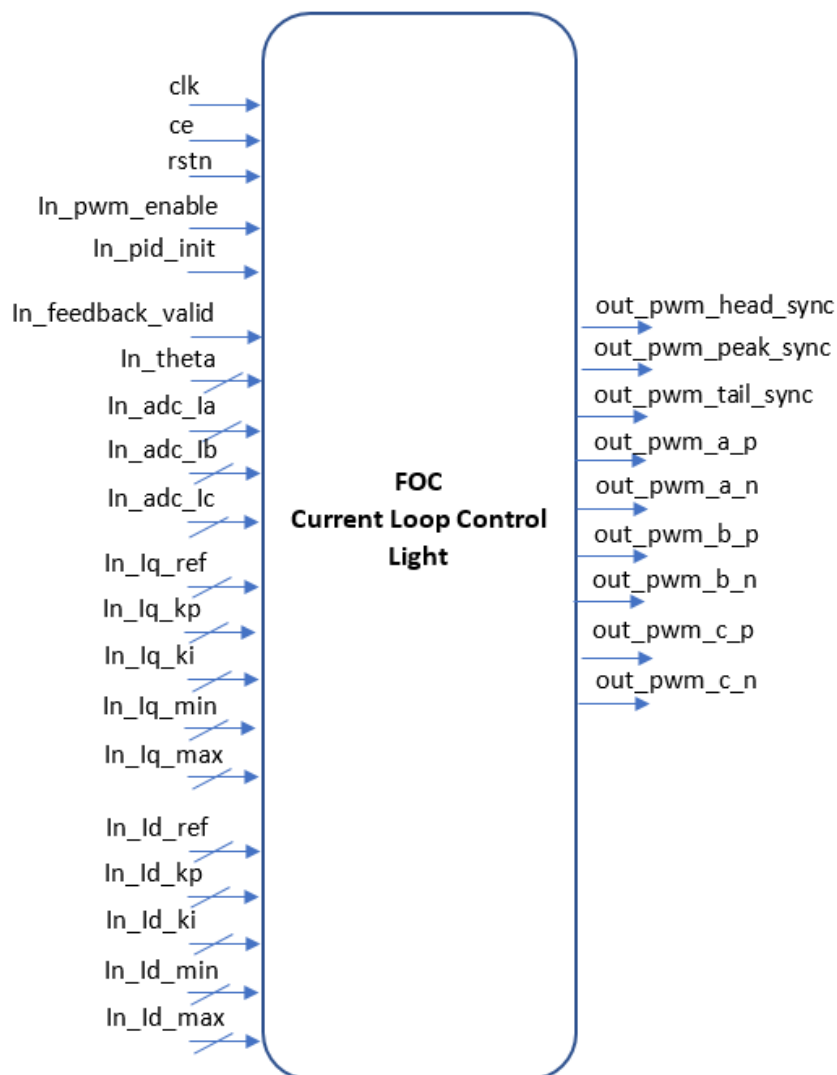 clk
ce
rstn
In_pwm_enable
In_pid_init
In_feedback_valid
In_theta
In_adc_Ia
In_adc_Ib
In_adc_Ic
In_Iq_ref
In_Iq_kp
In_Iq_ki
In_Iq_min
In_Iq_max
In_Id_ref
In_Id_kp
In_Id_ki
In_Id_min
In_Id_max
FOC
Current Loop Control
Light
out_pwm_head_sync
out_pwm_peak_sync
out_pwm_tail_sync
out_pwm_a_p
out_pwm_a_n
out_pwm_b_p
out_pwm_b_n
out_pwm_c_p
out_pwm_c_n